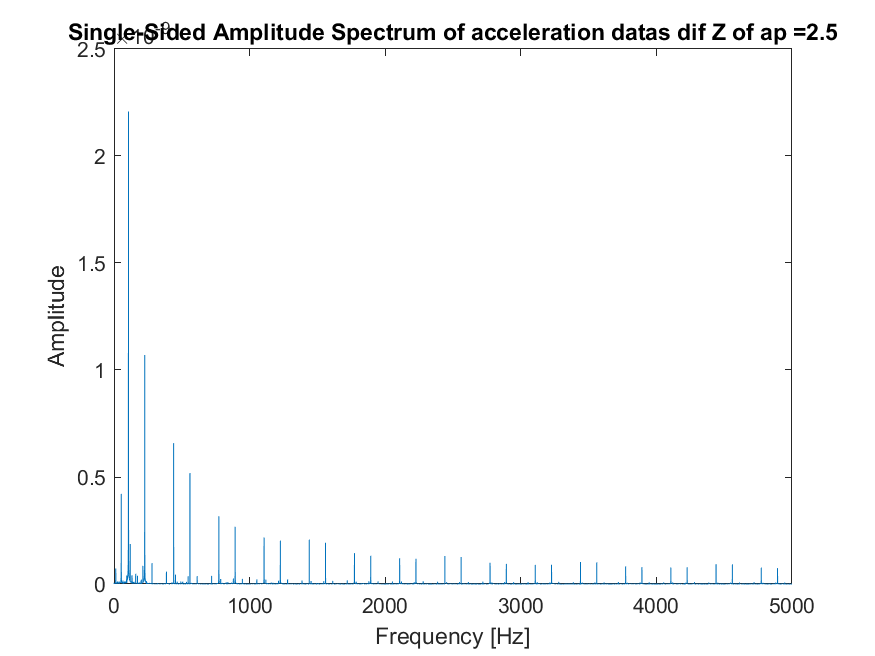 Single-Sided Amplitude Spectrum of acceleration datas dif Z of ap =2.5
2.5
2
1.5
1
0.5
0
Amplitude
0 1000 2000 3000 4000 5000
Frequency [Hz]